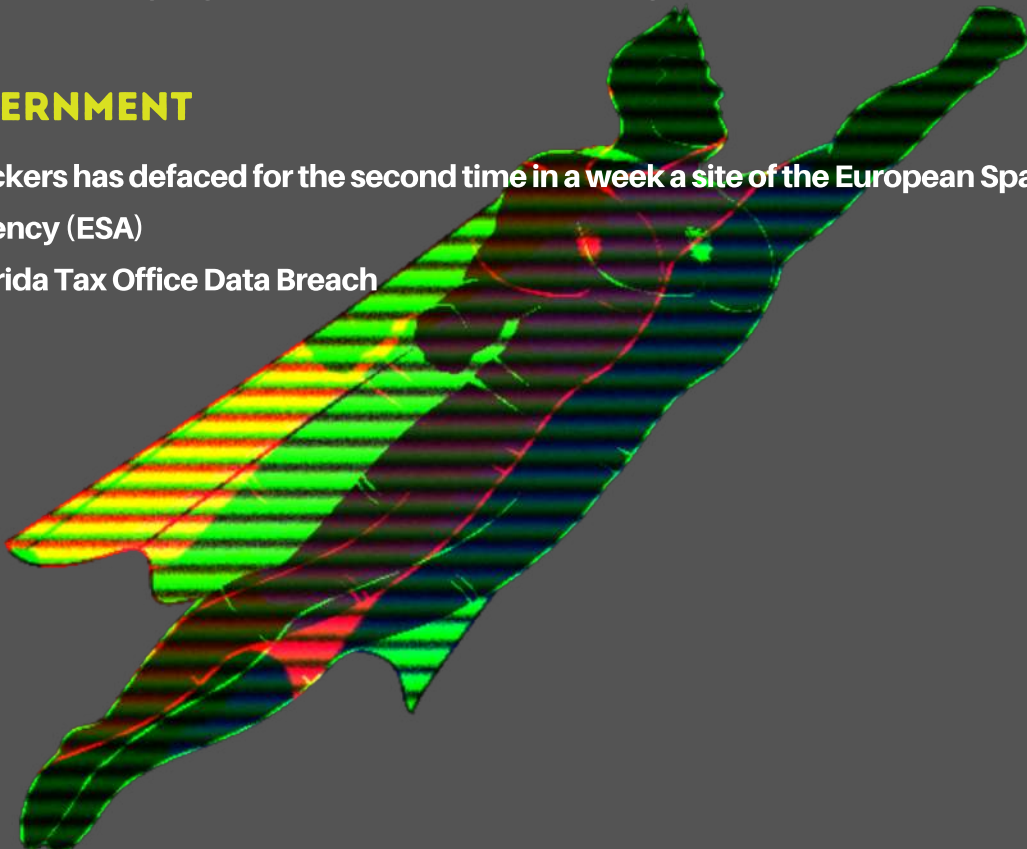 ERNMENT
ckers has defaced for the second time in a week a site of the European Spa
ency (ESA)
rida Tax Office Data Breach